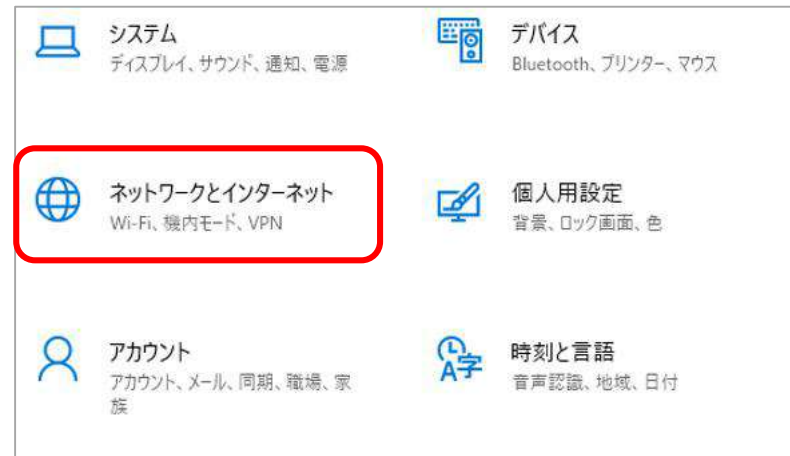 システム
ディスプレイ、サウンド、通知、電源
デバイス
Bluetooth、プリンター、マウス
ネットワークとインターネット
Wi-Fi、機内モード、VPN
個人用設定
背景、ロック画面、色
アカウント
アカウント、メール、同期、職場、家
族
時刻と言語
音声認識、地域、日付